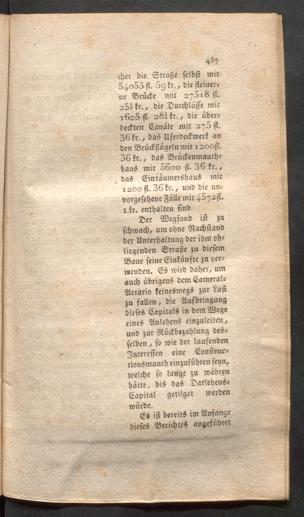 437
cher die Straße selbst mit
54053 fl. 59 kr., die steiner-
ne Brücke mit 27518 fl.
25¾ kr., die Durchlässe mit
1605 fl. 28¼ kr., die über-
deckten Canäle mit 275 fl.
36 kr., das Uferdeckwerk an
den Brückflügeln mit 1200 fl.
36 kr., das Brückenmauth-
haus mit 5600 fl. 36 kr.,
das Einräumershaus mit
1200 fl. 36 kr., und die un-
vorgesehene Fälle mit 4572 fl.
1 kr. enthalten sind
Der Wegfond ist zu
schwach, um ohne Nachstand
der Unterhaltung der ihm ob-
liegenden Straße zu diesem
Baue seine Einkünfte zu ver-
wenden. Es wird daher, um
auch übrigens dem Cameral-
Aerario keineswegs zur Last
zu fallen, die Aufbringung
dieses Capitals in dem Wege
eines Anlehens einzuleiten,
und zur Rückbezahlung des-
selben, so wie der laufenden
Interessen eine Construc-
tionsmauth einzuführen seyn,
welche so lange zu währen
hätte, bis das Darlehens-
Capital getilget werden
würde.
Es ist bereits im Anfange
dieses Berichtes angeführet